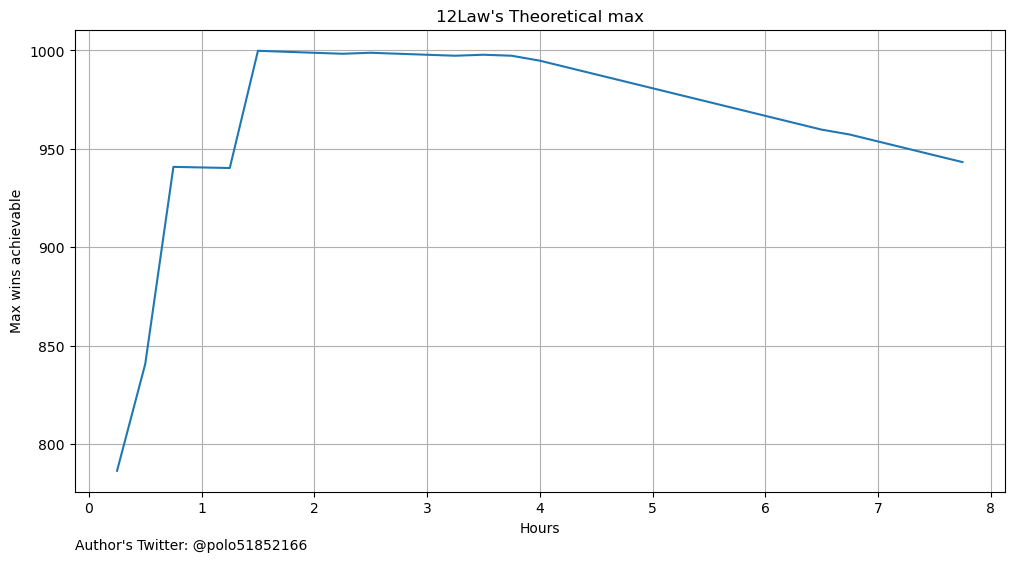 12Law's Theoretical max
1000
950
900
850
800
Max wins achievable
0 1 2 3 4 5 6 7 8
Hours
Author's Twitter: @polo51852166